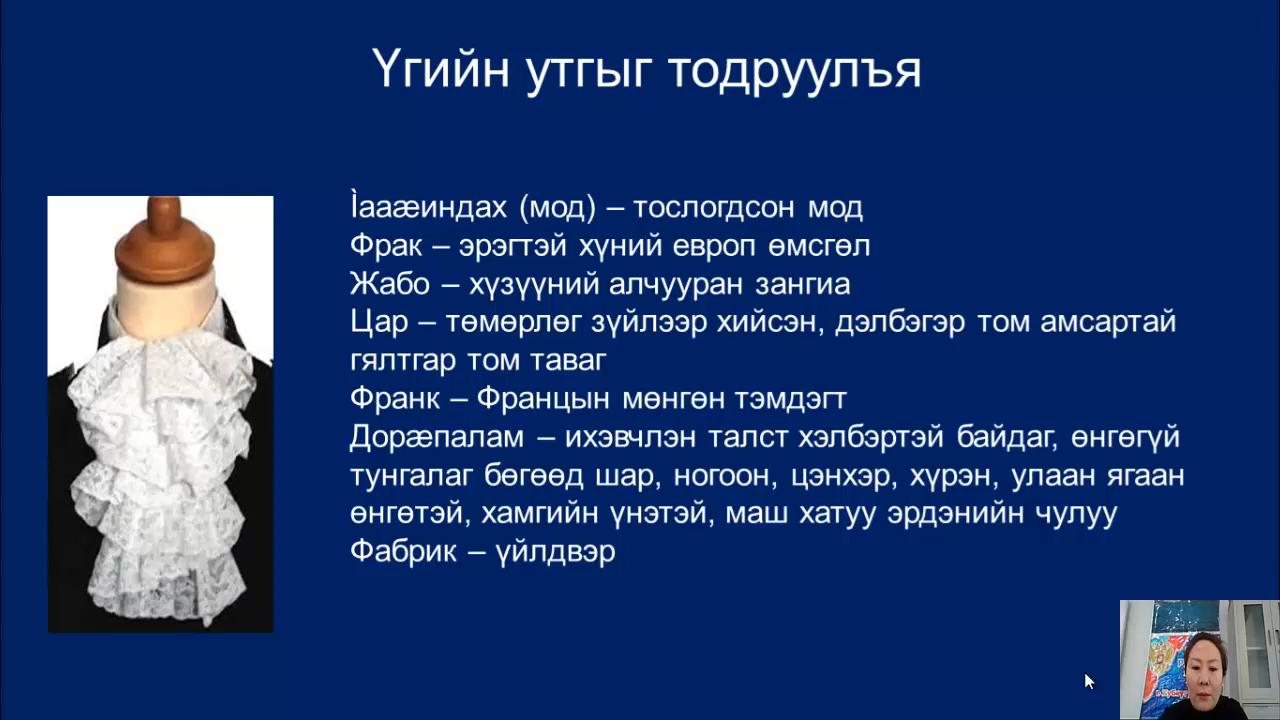 Үгийн утгыг тодруулъя
Ìааæиндах (мод) – тослогдсон мод
Фрак – эрэгтэй хүний европ өмсгөл
Жабо – хүзүүний алчууран зангиа
Цар – төмөрлөг зүйлээр хийсэн, дэлбэгэр том амсартай
гялтгар том таваг
Франк – Францын мөнгөн тэмдэгт
Дорæпалам – ихэвчлэн талст хэлбэртэй байдаг, өнгөгүй
тунгалаг бөгөөд шар, ногоон, цэнхэр, хүрэн, улаан ягаан
өнгөтэй, хамгийн үнэтэй, маш хатуу эрдэнийн чулуу
Фабрик – үйлдвэр